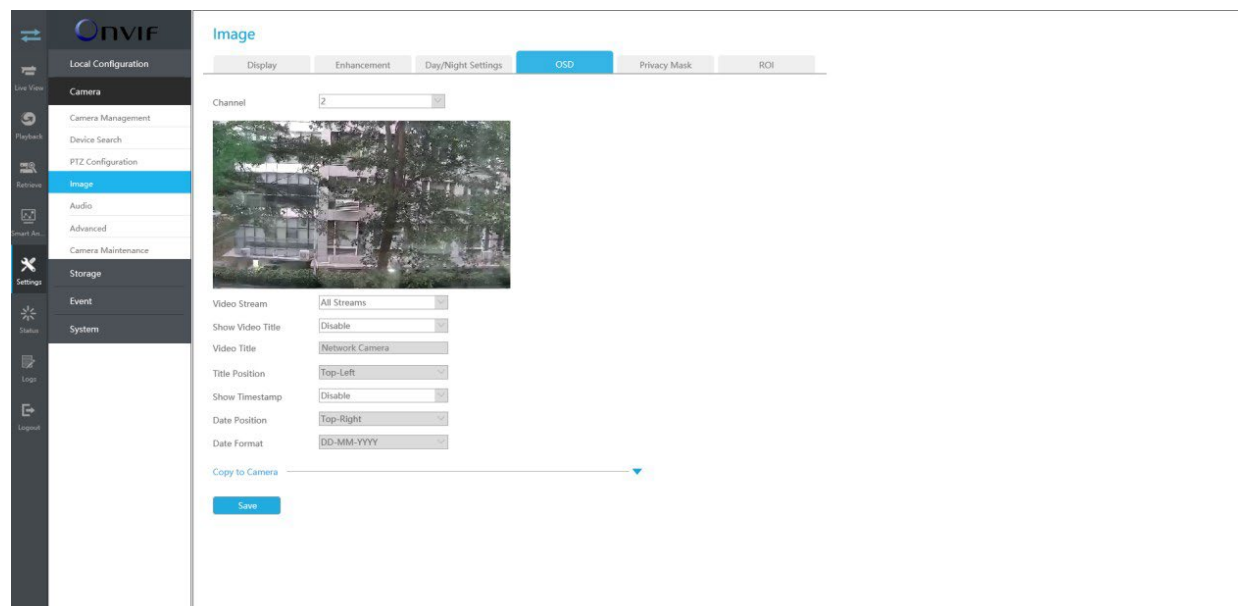 Onvif
Live View
Playback
Retrieve
Smart An...
Settings
Status
Logs
Logout
Local Configuration
Camera
Camera Management
Device Search
PTZ Configuration
Image
Audio
Advanced
Camera Maintenance
Storage
Event
System
Image
Display Enhancement Day/Night Settings OSD Privacy Mask ROI
Channel 2
Video Stream All Streams
Show Video Title Disable
Video Title Network Camera
Title Position Top-Left
Show Timestamp Disable
Date Position Top-Right
Date Format DD-MM-YYYY
Copy to Camera
Save